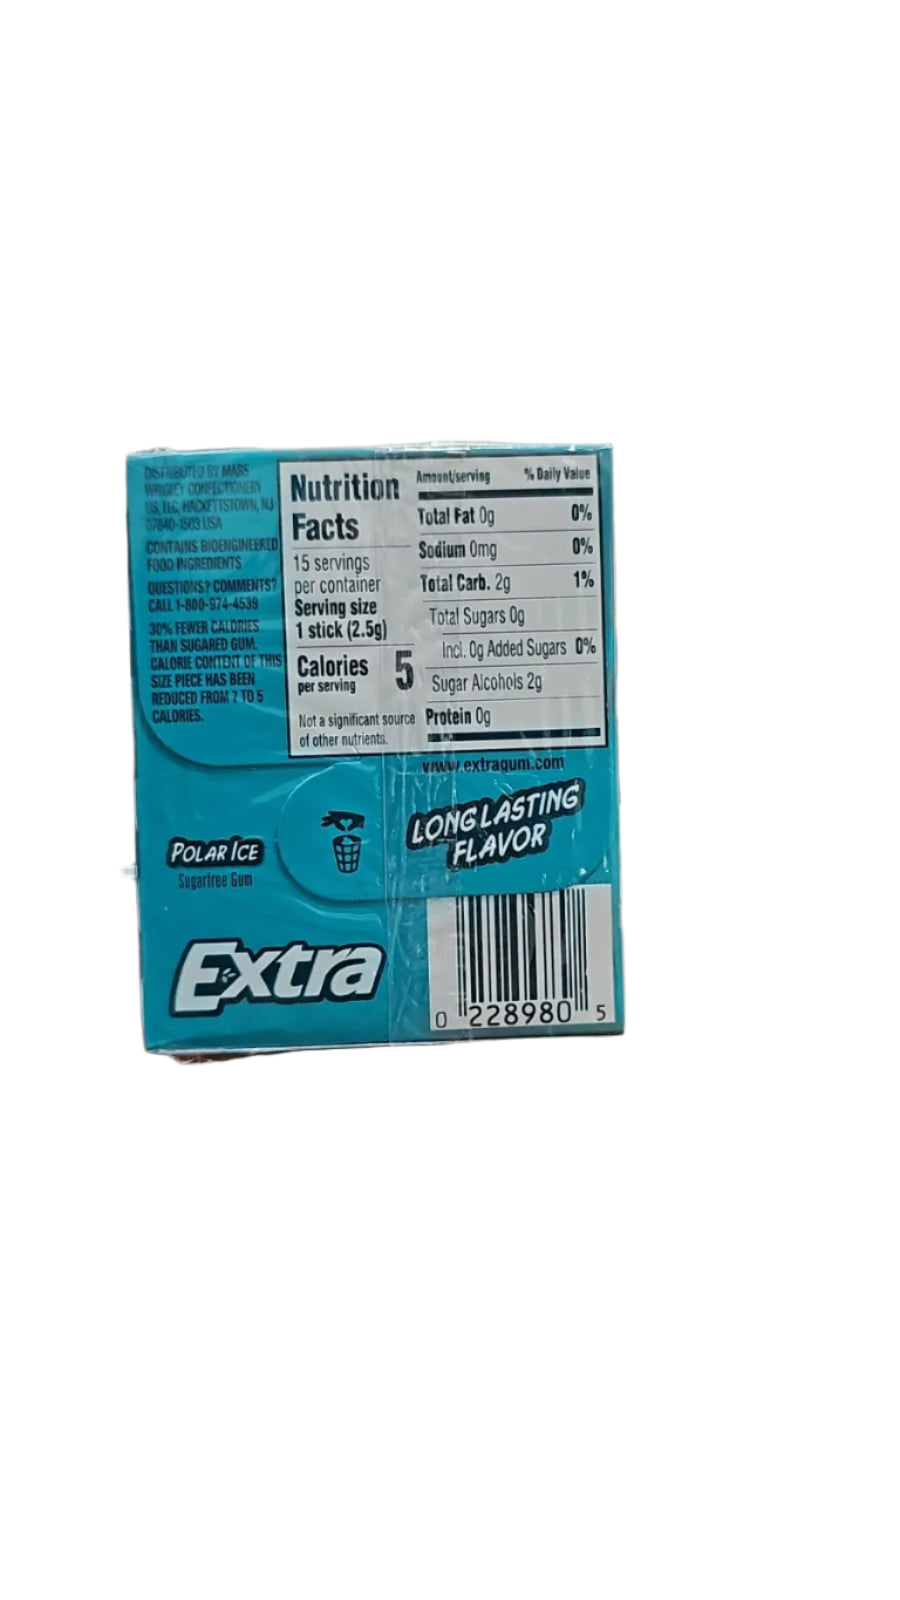 DISTRIBUTED BY MARS
WRIGLEY CONFECTIONERY
US, LLC, HACKETTSTOWN, NJ
07840-1503 USA
CONTAINS BIOENGINEERED
FOOD INGREDIENTS
QUESTIONS? COMMENTS?
CALL 1-800-974-4539
30% FEWER CALORIES
THAN SUGARED GUM.
CALORIE CONTENT OF THIS
SIZE PIECE HAS BEEN
REDUCED FROM 7 TO 5
CALORIES.
Nutrition
Facts
15 servings
per container
Serving size
1 stick (2.5g)
Calories 5
per serving
Not a significant source
of other nutrients.
Amount/serving % Daily Value
Total Fat 0g 0%
Sodium 0mg 0%
Total Carb. 2g 1%
Total Sugars 0g
Incl. 0g Added Sugars 0%
Sugar Alcohols 2g
Protein 0g
www.extragum.com
LONG LASTING
FLAVOR
POLAR ICE
Sugarfree Gum
Extra
0 228980 5